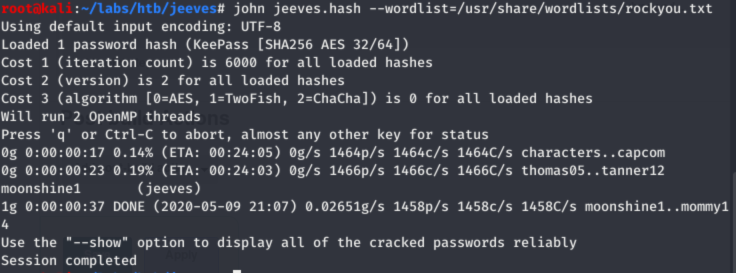 root@kali:~/labs/htb/jeeves# john jeeves.hash --wordlist=/usr/share/wordlists/rockyou.txt
Using default input encoding: UTF-8
Loaded 1 password hash (KeePass [SHA256 AES 32/64])
Cost 1 (iteration count) is 6000 for all loaded hashes
Cost 2 (version) is 2 for all loaded hashes
Cost 3 (algorithm [0=AES, 1=TwoFish, 2=ChaCha]) is 0 for all loaded hashes
Will run 2 OpenMP threads
Press 'q' or Ctrl-C to abort, almost any other key for status
0g 0:00:00:17 0.14% (ETA: 00:24:05) 0g/s 1464p/s 1464c/s 1464C/s characters..capcom
0g 0:00:00:23 0.19% (ETA: 00:24:03) 0g/s 1466p/s 1466c/s 1466C/s thomas05..tanner12
moonshine1       (jeeves)
1g 0:00:00:37 DONE (2020-05-09 21:07) 0.02651g/s 1458p/s 1458c/s 1458C/s moonshine1..mommy1
4
Use the "--show" option to display all of the cracked passwords reliably
Session completed